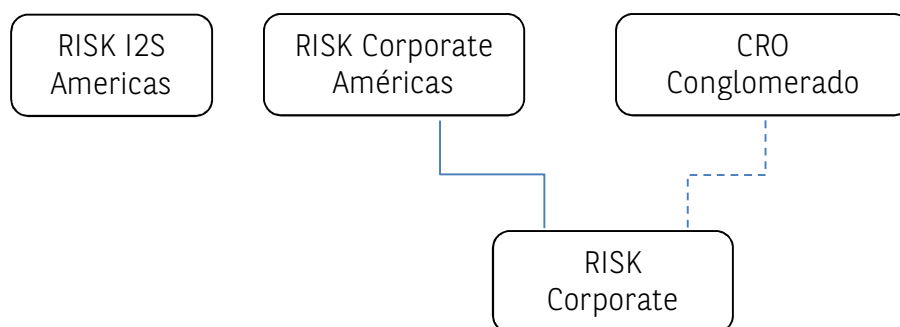 RISK I2S
Americas
RISK Corporate
Américas
CRO
Conglomerado
RISK
Corporate